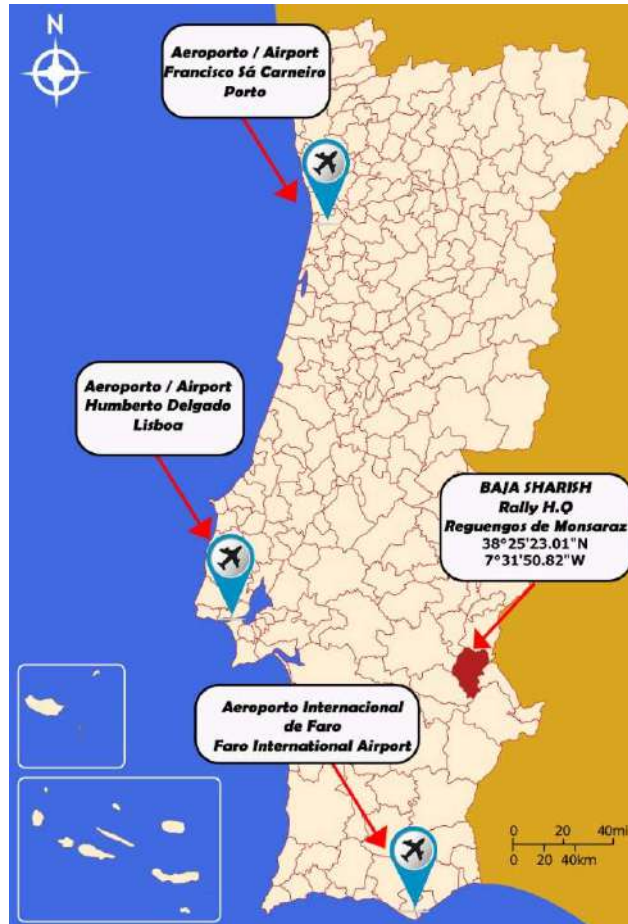 N
Aeroporto / Airport
Francisco Sá Carneiro
Porto
Aeroporto / Airport
Humberto Delgado
Lisboa
BAJA SHARISH
Rally H.Q
Reguengos de Monsaraz
38°25'23.01"N
7°31'50.82"W
Aeroporto Internacional
de Faro
Faro International Airport
0 20 40mi
0 20 40km